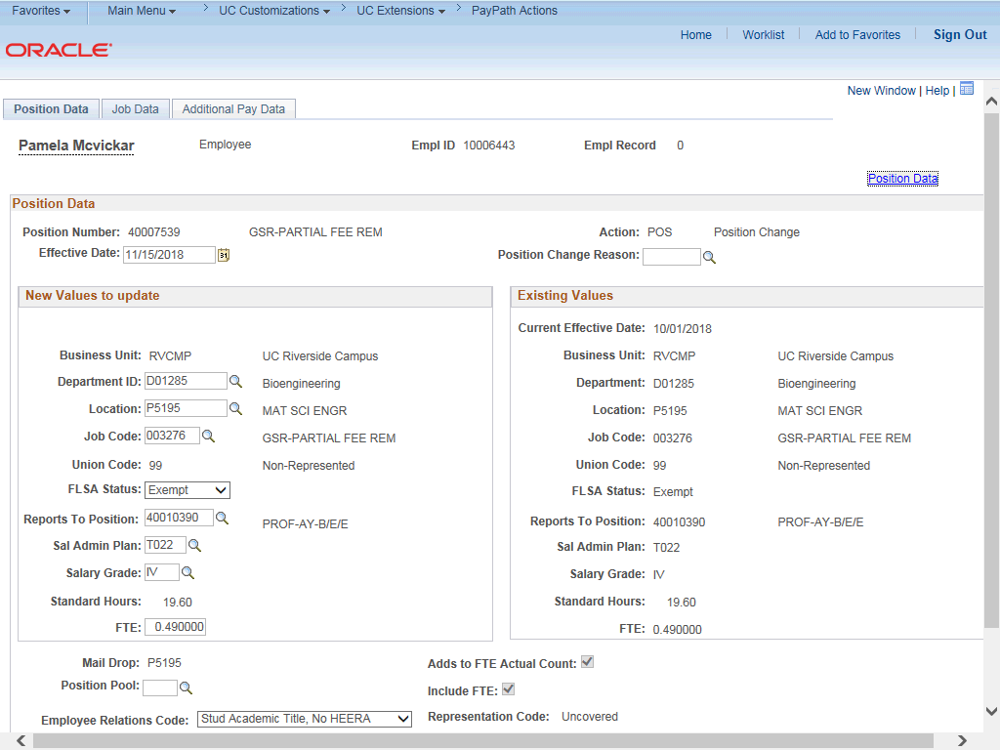 Favorites Main Menu > UC Customizations > UC Extensions > PayPath Actions
Home Worklist Add to Favorites Sign Out
ORACLE
New Window | Help |
Position Data Job Data Additional Pay Data
Pamela Mcvickar Employee Empl ID 10006443 Empl Record 0
Position Data
Position Data
Position Number: 40007539 GSR-PARTIAL FEE REM Action: POS Position Change
Effective Date: 11/15/2018 31 Position Change Reason:
New Values to update Existing Values
Current Effective Date: 10/01/2018
Business Unit: RVCMP UC Riverside Campus Business Unit: RVCMP UC Riverside Campus
Department ID: D01285 Bioengineering Department: D01285 Bioengineering
Location: P5195 MAT SCI ENGR Location: P5195 MAT SCI ENGR
Job Code: 003276 GSR-PARTIAL FEE REM Job Code: 003276 GSR-PARTIAL FEE REM
Union Code: 99 Non-Represented Union Code: 99 Non-Represented
FLSA Status: Exempt FLSA Status: Exempt
Reports To Position: 40010390 PROF-AY-B/E/E Reports To Position: 40010390 PROF-AY-B/E/E
Sal Admin Plan: T022 Sal Admin Plan: T022
Salary Grade: IV Salary Grade: IV
Standard Hours: 19.60 Standard Hours: 19.60
FTE: 0.490000 FTE: 0.490000
Mail Drop: P5195 Adds to FTE Actual Count:
Position Pool: Include FTE:
Employee Relations Code: Stud Academic Title, No HEERA Representation Code: Uncovered